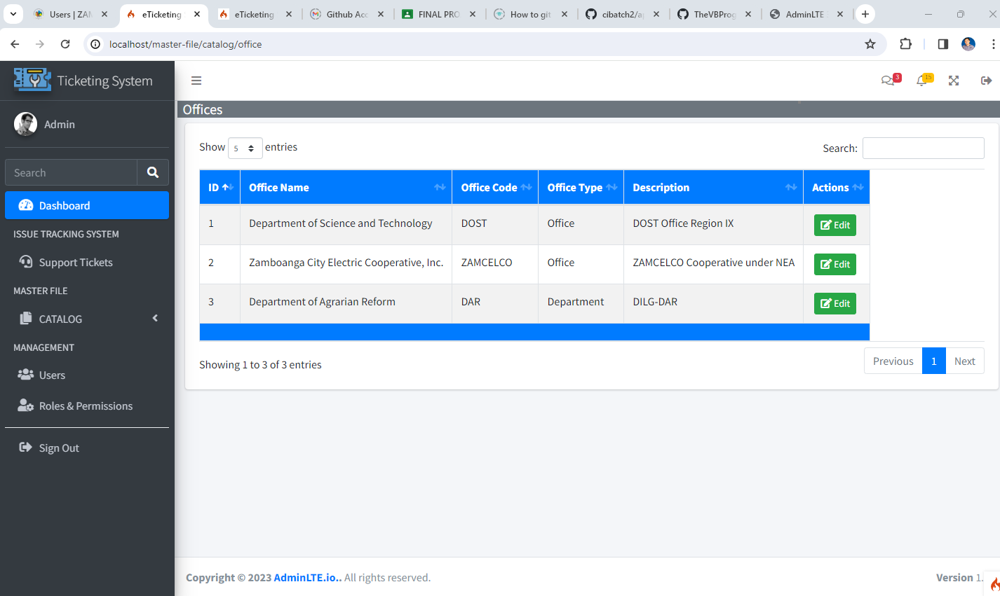 Users | ZAM
eTicketing
eTicketing
Github Acc
FINAL PRO
How to git
cibatch2/ap
TheVBProg
AdminLTE
localhost/master-file/catalog/office
Ticketing System
3
15
Offices
Admin
Show 5 entries
Search:
Search
ID Office Name Office Code Office Type Description Actions
Dashboard
1 Department of Science and Technology DOST Office DOST Office Region IX Edit
ISSUE TRACKING SYSTEM
Support Tickets
2 Zamboanga City Electric Cooperative, Inc. ZAMCELCO Office ZAMCELCO Cooperative under NEA Edit
MASTER FILE
3 Department of Agrarian Reform DAR Department DILG-DAR Edit
CATALOG
MANAGEMENT
Showing 1 to 3 of 3 entries
Previous 1 Next
Users
Roles & Permissions
Sign Out
Copyright © 2023 AdminLTE.io.. All rights reserved.
Version 1.